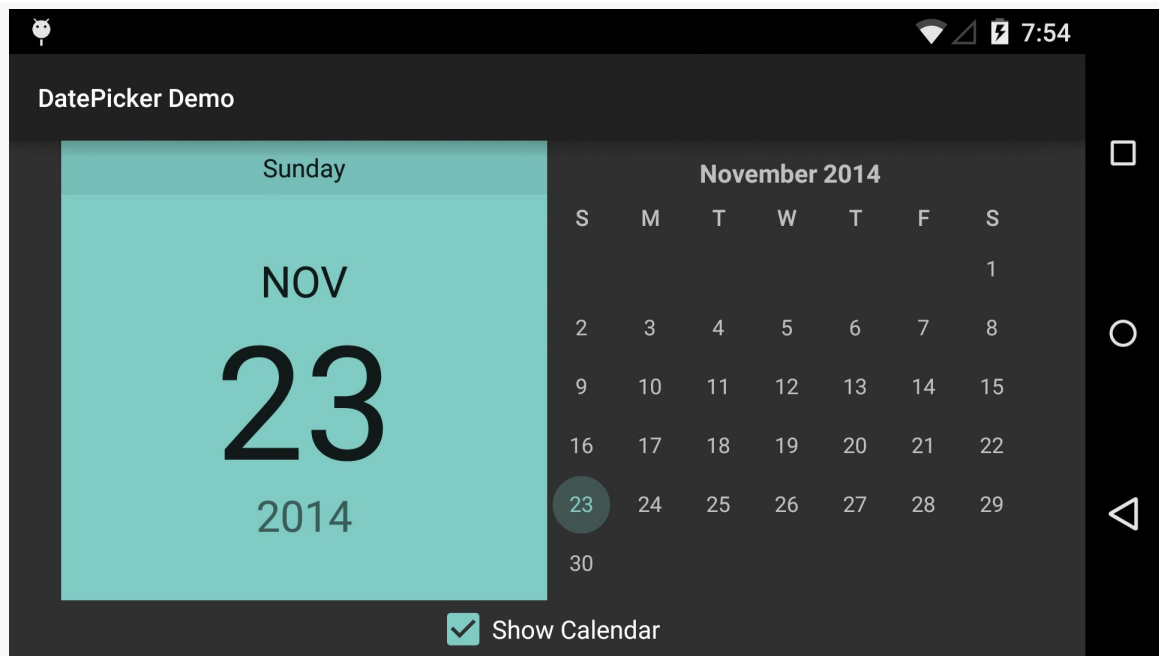 7:54
DatePicker Demo
Sunday
NOV
23
2014
November 2014
S M T W T F S
1
2 3 4 5 6 7 8
9 10 11 12 13 14 15
16 17 18 19 20 21 22
23 24 25 26 27 28 29
30
Show Calendar